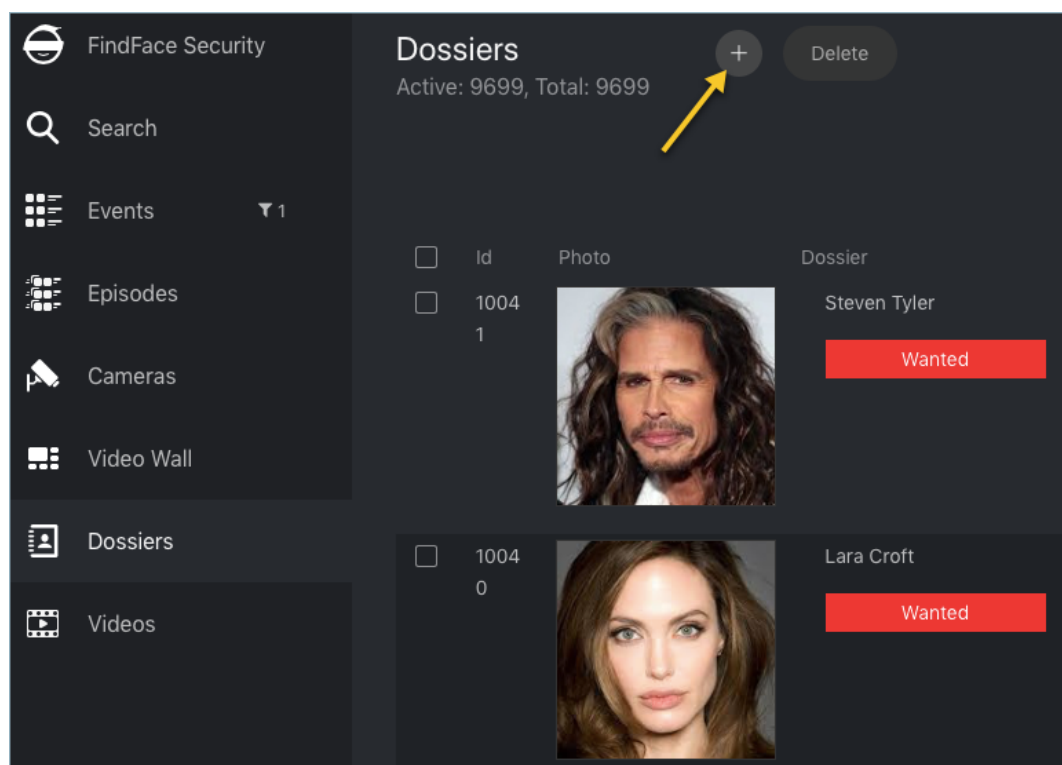 FindFace Security
Search
Events 1
Episodes
Cameras
Video Wall
Dossiers
Videos
Dossiers + Delete
Active: 9699, Total: 9699
Id Photo Dossier
1004
1
Steven Tyler
Wanted
1004
0
Lara Croft
Wanted